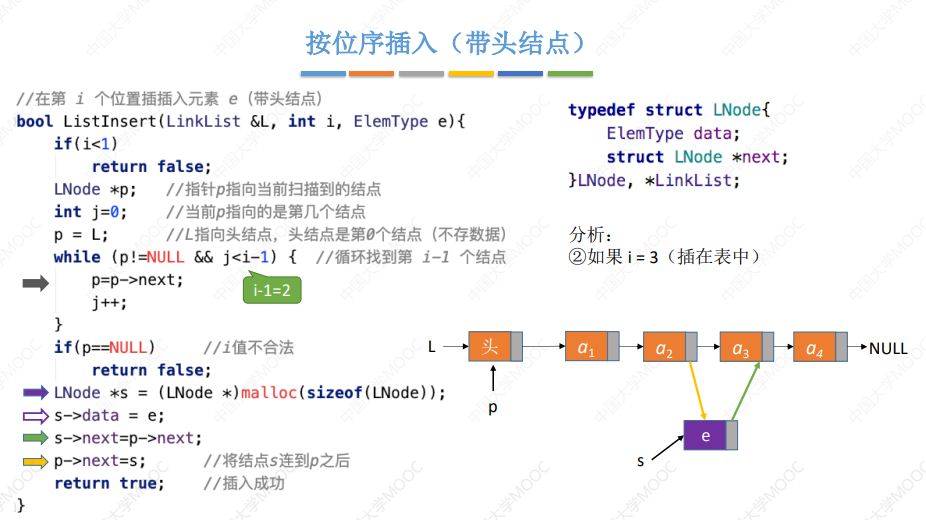 按位序插入（带头结点）
//在第 i 个位置插插入元素 e（带头结点）
bool ListInsert(LinkList &L, int i, ElemType e){
if(i<1)
return false;
LNode *p; //指针p指向当前扫描到的结点
int j=0; //当前p指向的是第几个结点
p = L; //L指向头结点，头结点是第0个结点（不存数据）
while (p!=NULL && j<i-1) { //循环找到第 i-1 个结点
p=p->next;
i-1=2
j++;
}
if(p==NULL) //i值不合法
return false;
LNode *s = (LNode *)malloc(sizeof(LNode));
s->data = e;
s->next=p->next;
p->next=s; //将结点s连到p之后
return true; //插入成功
}
typedef struct LNode{
ElemType data;
struct LNode *next;
}LNode, *LinkList;
分析：
②如果 i = 3（插在表中）
L 头 a1 a2 a3 a4 NULL
p
e
s
中国大学MOOC